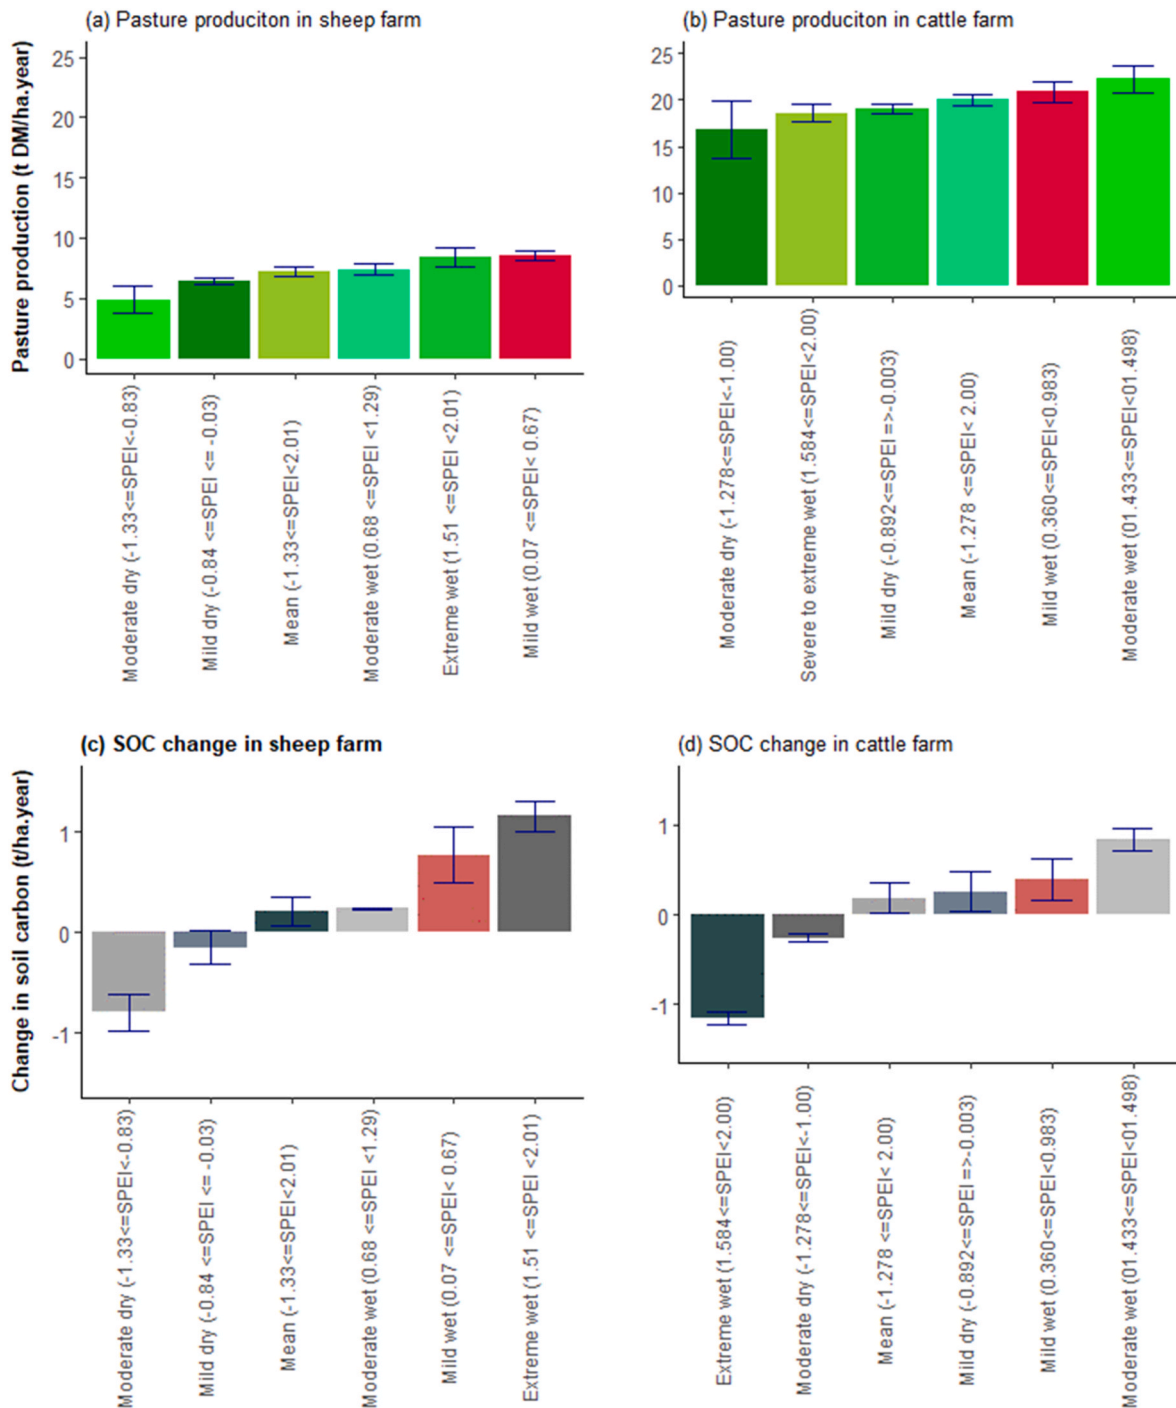 (a) Pasture produciton in sheep farm
Pasture production (t DM/ha.year)
25
20
15
10
5
0
Moderate dry (-1.33<=SPEI<-0.83)
Mild dry (-0.84 <=SPEI <= -0.03)
Mean (-1.33<=SPEI<2.01)
Moderate wet (0.68 <=SPEI <1.29)
Extreme wet (1.51 <=SPEI <2.01)
Mild wet (0.07 <=SPEI< 0.67)
(b) Pasture produciton in cattle farm
25
20
15
10
5
0
Moderate dry (-1.278<=SPEI<-1.00)
Severe to extreme wet (1.584<=SPEI<2.00)
Mild dry (-0.892<=SPEI =>-0.003)
Mean (-1.278 <=SPEI< 2.00)
Mild wet (0.360<=SPEI<0.983)
Moderate wet (01.433<=SPEI<01.498)
(c) SOC change in sheep farm
Change in soil carbon (t/ha.year)
1
0
-1
Moderate dry (-1.33<=SPEI<-0.83)
Mild dry (-0.84 <=SPEI <= -0.03)
Mean (-1.33<=SPEI<2.01)
Moderate wet (0.68 <=SPEI <1.29)
Mild wet (0.07 <=SPEI< 0.67)
Extreme wet (1.51 <=SPEI <2.01)
(d) SOC change in cattle farm
1
0
-1
Extreme wet (1.584<=SPEI<2.00)
Moderate dry (-1.278<=SPEI<-1.00)
Mean (-1.278 <=SPEI< 2.00)
Mild dry (-0.892<=SPEI =>-0.003)
Mild wet (0.360<=SPEI<0.983)
Moderate wet (01.433<=SPEI<01.498)